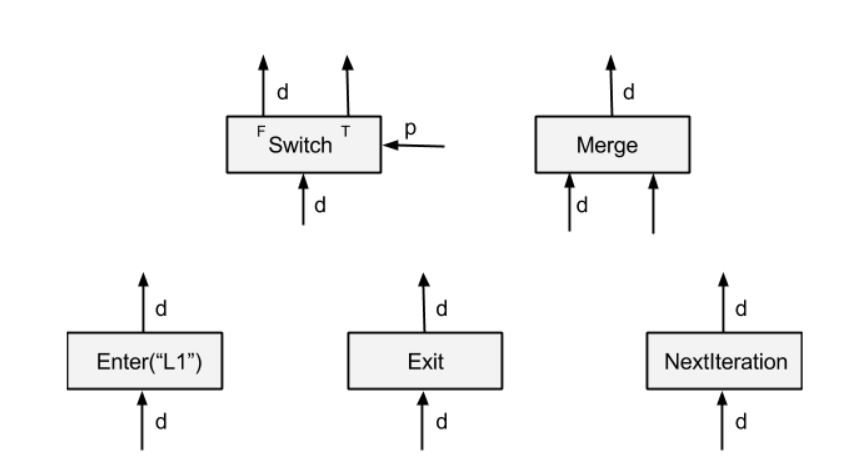 d
F Switch T
p
d
d
Merge
d
d
Enter(“L1”)
d
d
Exit
d
d
NextIteration
d